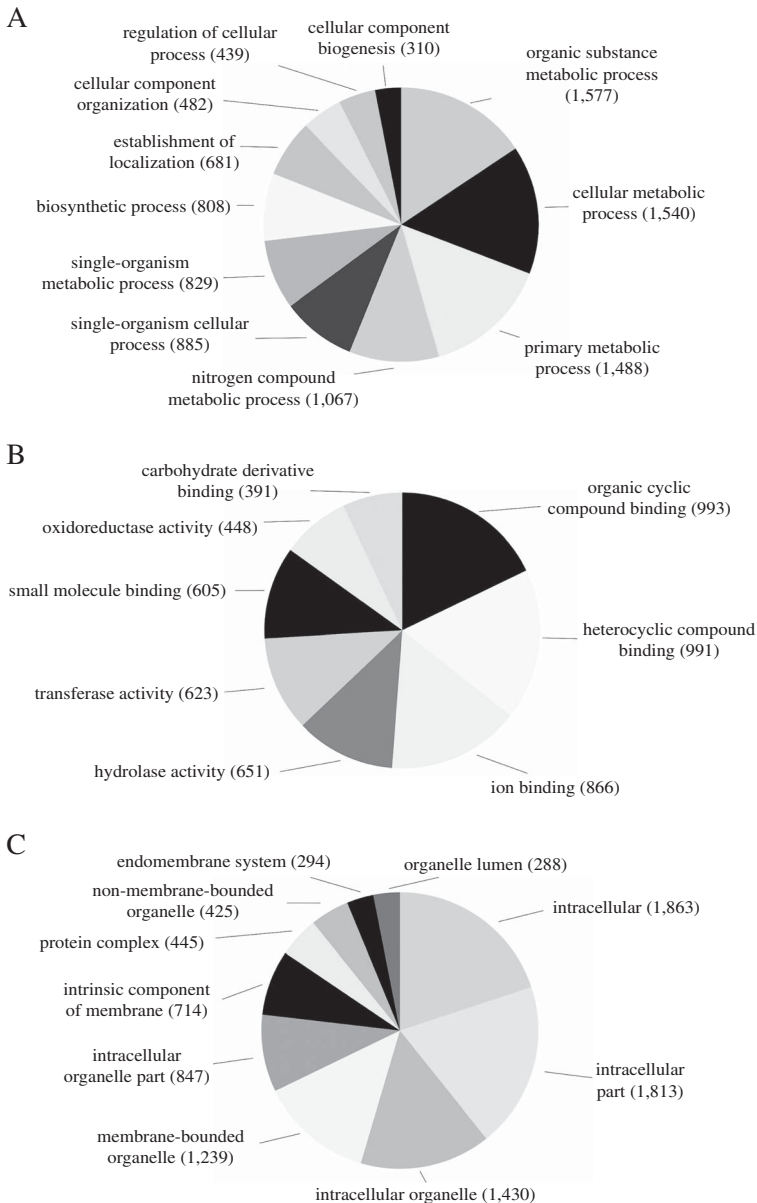 A
cellular component
biogenesis (310)
regulation of cellular
process (439)
cellular component
organization (482)
establishment of
localization (681)
biosynthetic process (808)
single-organism
metabolic process (829)
single-organism cellular
process (885)
nitrogen compound
metabolic process (1,067)
primary metabolic
process (1,488)
cellular metabolic
process (1,540)
organic substance
metabolic process
(1,577)
B
carbohydrate derivative
binding (391)
oxidoreductase activity (448)
small molecule binding (605)
transferase activity (623)
hydrolase activity (651)
ion binding (866)
heterocyclic compound
binding (991)
organic cyclic
compound binding (993)
C
endomembrane system (294)
non-membrane-bounded
organelle (425)
protein complex (445)
intrinsic component
of membrane (714)
intracellular
organelle part (847)
membrane-bounded
organelle (1,239)
intracellular organelle (1,430)
intracellular
part (1,813)
intracellular (1,863)
organelle lumen (288)